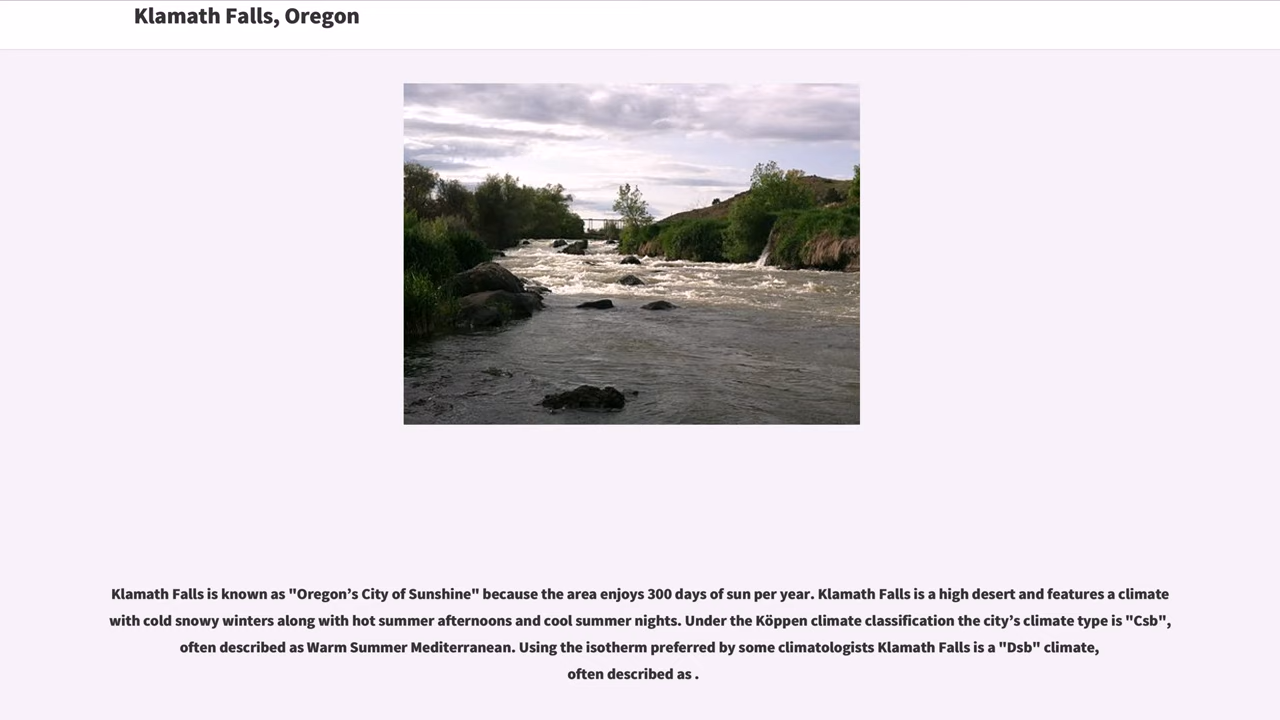 Klamath Falls, Oregon
Klamath Falls is known as "Oregon’s City of Sunshine" because the area enjoys 300 days of sun per year. Klamath Falls is a high desert and features a climate
with cold snowy winters along with hot summer afternoons and cool summer nights. Under the Köppen climate classification the city’s climate type is "Csb",
often described as Warm Summer Mediterranean. Using the isotherm preferred by some climatologists Klamath Falls is a "Dsb" climate,
often described as .